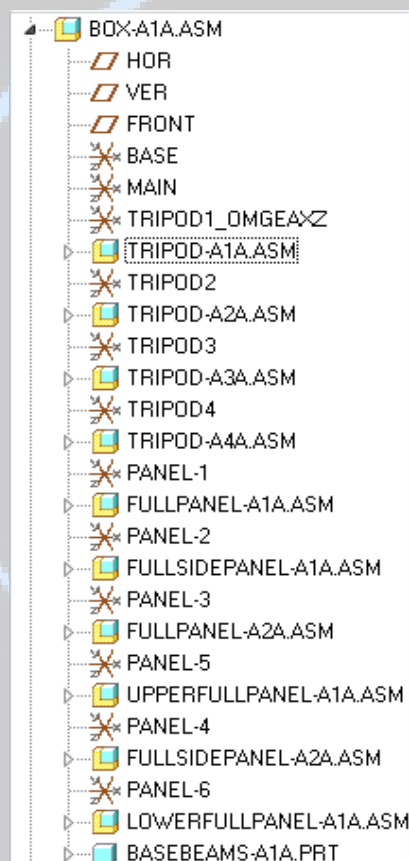 BOX-A1A.ASM
HOR
VER
FRONT
BASE
MAIN
TRIPOD1_OMGEAXZ
TRIPOD-A1A.ASM
TRIPOD2
TRIPOD-A2A.ASM
TRIPOD3
TRIPOD-A3A.ASM
TRIPOD4
TRIPOD-A4A.ASM
PANEL-1
FULLPANEL-A1A.ASM
PANEL-2
FULLSIDEPANEL-A1A.ASM
PANEL-3
FULLPANEL-A2A.ASM
PANEL-5
UPPERFULLPANEL-A1A.ASM
PANEL-4
FULLSIDEPANEL-A2A.ASM
PANEL-6
LOWERFULLPANEL-A1A.ASM
BASEBEAMS-A1A.PRT